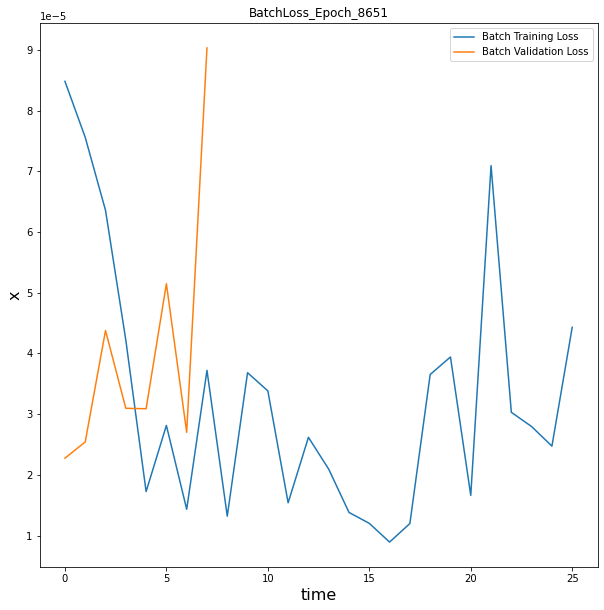 BatchLoss_Epoch_8651
1e−5
Batch Training Loss
Batch Validation Loss
9
8
7
6
5
4
3
2
1
x
0 5 10 15 20 25
time